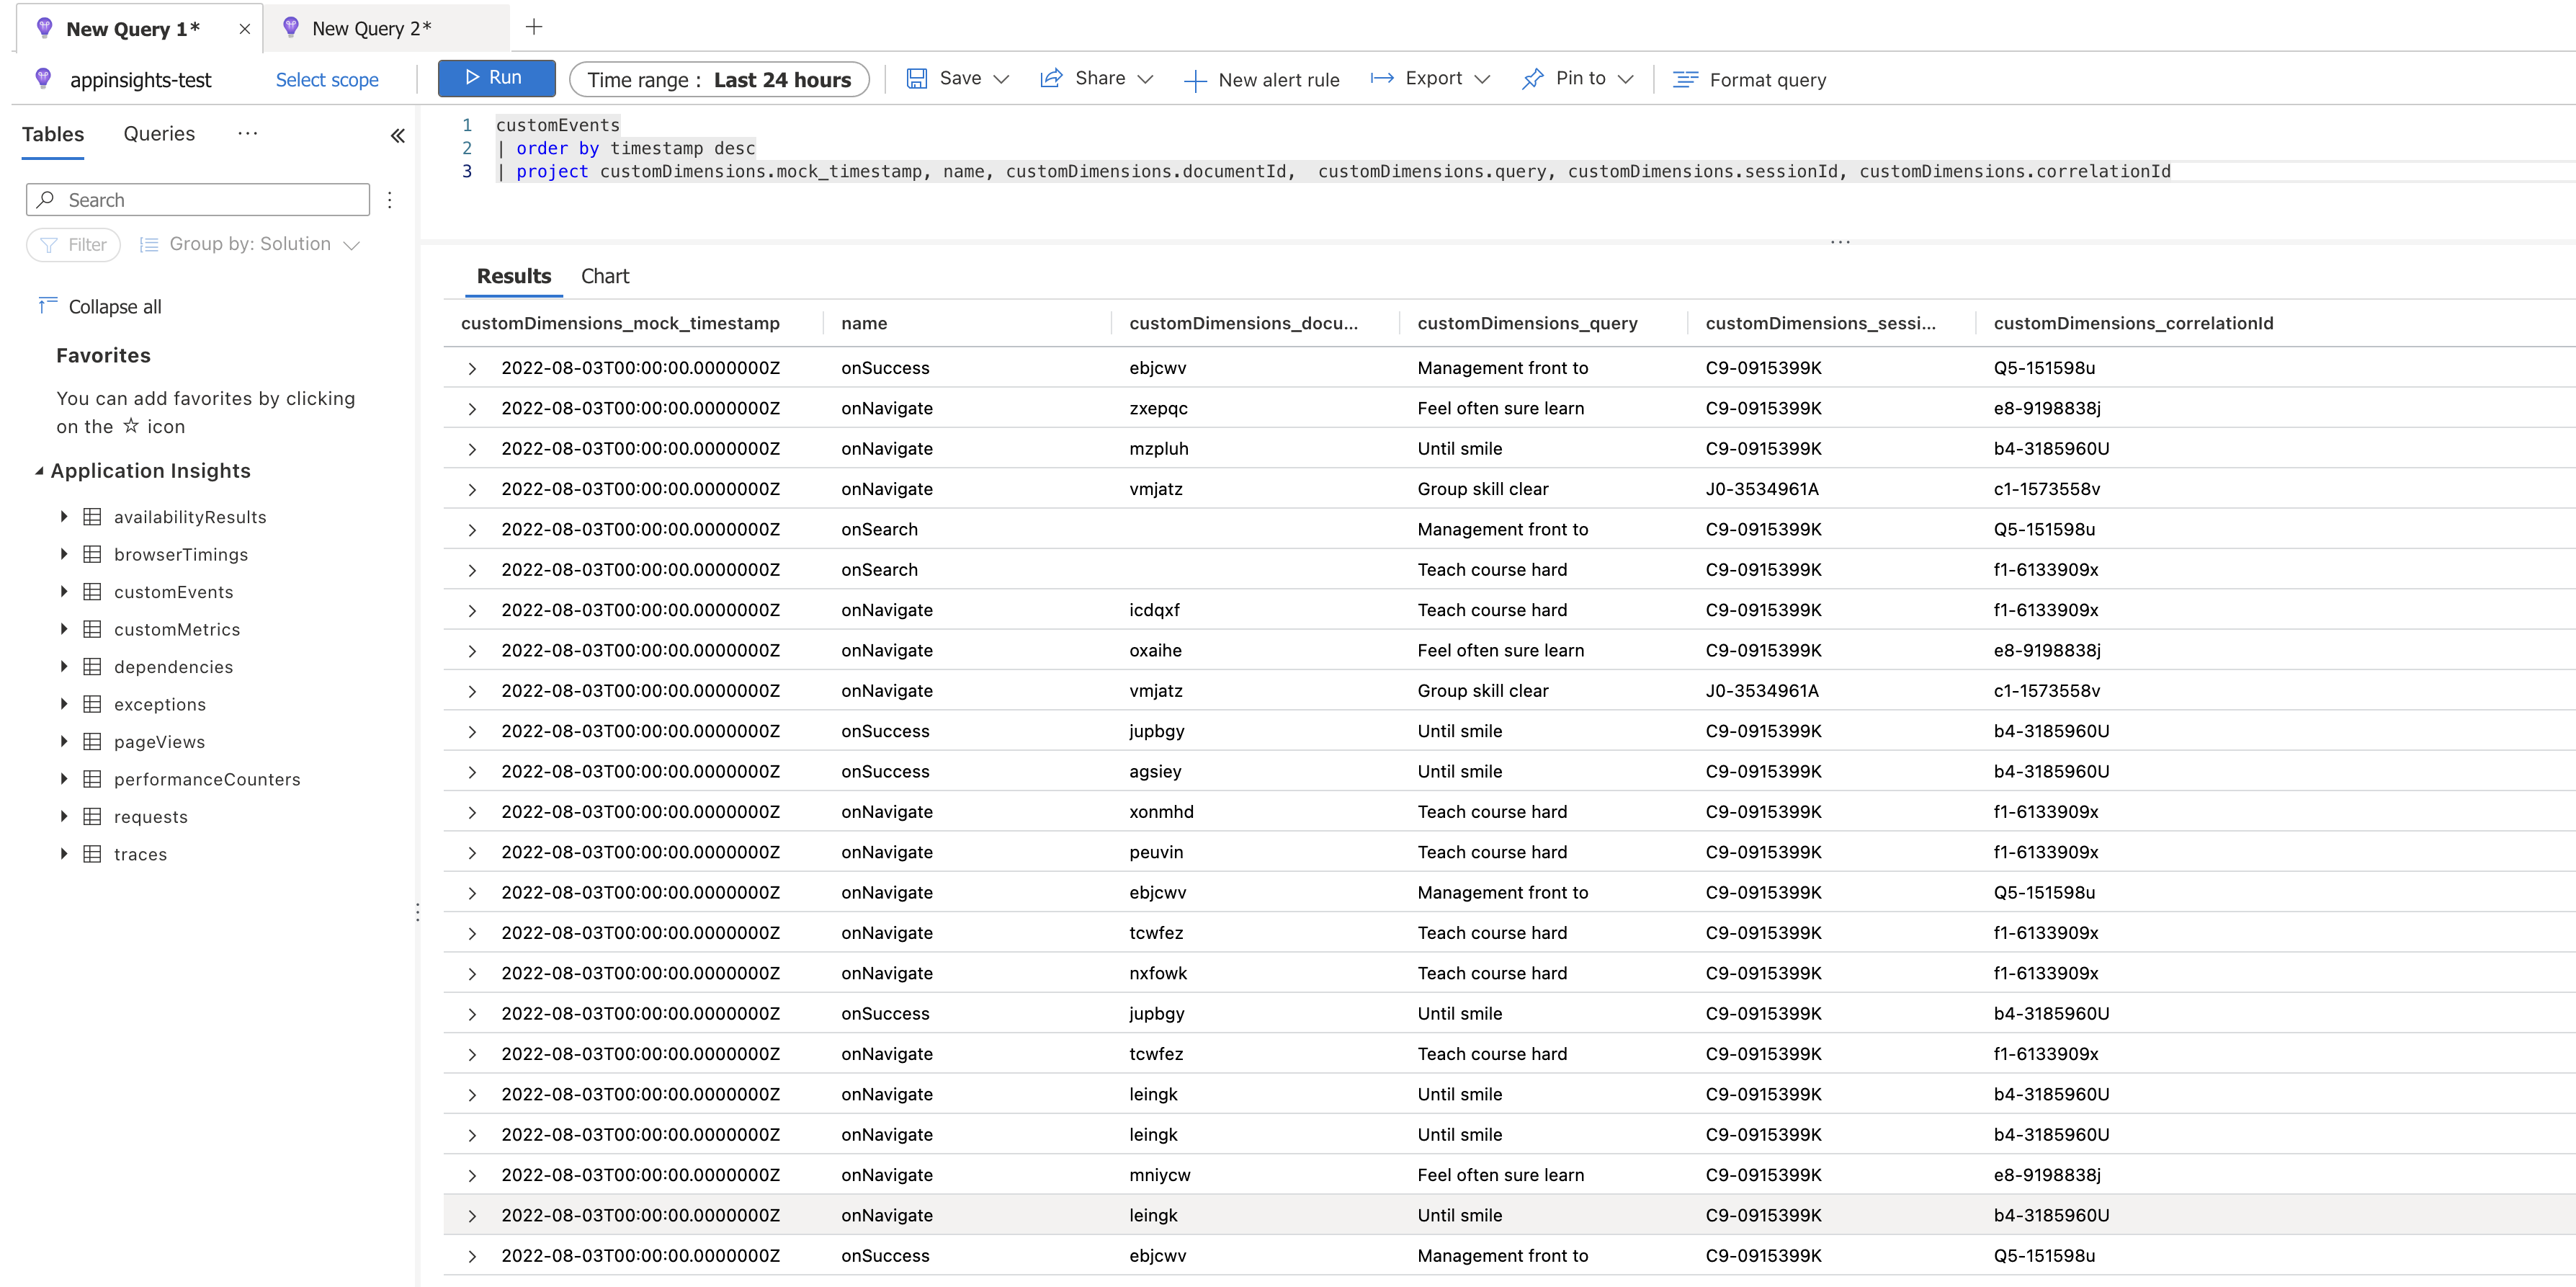 New Query 1*
New Query 2*
appinsights-test Select scope Run Time range : Last 24 hours Save Share New alert rule Export Pin to Format query
Tables Queries ...
Search
Filter Group by: Solution
Collapse all
Favorites
You can add favorites by clicking
on the ☆ icon
Application Insights
availabilityResults
browserTimings
customEvents
customMetrics
dependencies
exceptions
pageViews
performanceCounters
requests
traces
1 customEvents
2 | order by timestamp desc
3 | project customDimensions.mock_timestamp, name, customDimensions.documentId,  customDimensions.query, customDimensions.sessionId, customDimensions.correlationId
Results Chart
customDimensions_mock_timestamp name customDimensions_docu... customDimensions_query customDimensions_sessi... customDimensions_correlationId
2022-08-03T00:00:00.0000000Z onSuccess ebjcwv Management front to C9-0915399K Q5-151598u
2022-08-03T00:00:00.0000000Z onNavigate zxepqc Feel often sure learn C9-0915399K e8-9198838j
2022-08-03T00:00:00.0000000Z onNavigate mzpluh Until smile C9-0915399K b4-3185960U
2022-08-03T00:00:00.0000000Z onNavigate vmjatz Group skill clear J0-3534961A c1-1573558v
2022-08-03T00:00:00.0000000Z onSearch Management front to C9-0915399K Q5-151598u
2022-08-03T00:00:00.0000000Z onSearch Teach course hard C9-0915399K f1-6133909x
2022-08-03T00:00:00.0000000Z onNavigate icdqxf Teach course hard C9-0915399K f1-6133909x
2022-08-03T00:00:00.0000000Z onNavigate oxaihe Feel often sure learn C9-0915399K e8-9198838j
2022-08-03T00:00:00.0000000Z onNavigate vmjatz Group skill clear J0-3534961A c1-1573558v
2022-08-03T00:00:00.0000000Z onSuccess jupbgy Until smile C9-0915399K b4-3185960U
2022-08-03T00:00:00.0000000Z onSuccess agsiey Until smile C9-0915399K b4-3185960U
2022-08-03T00:00:00.0000000Z onNavigate xonmhd Teach course hard C9-0915399K f1-6133909x
2022-08-03T00:00:00.0000000Z onNavigate peuvin Teach course hard C9-0915399K f1-6133909x
2022-08-03T00:00:00.0000000Z onNavigate ebjcwv Management front to C9-0915399K Q5-151598u
2022-08-03T00:00:00.0000000Z onNavigate tcwfez Teach course hard C9-0915399K f1-6133909x
2022-08-03T00:00:00.0000000Z onNavigate nxfowk Teach course hard C9-0915399K f1-6133909x
2022-08-03T00:00:00.0000000Z onSuccess jupbgy Until smile C9-0915399K b4-3185960U
2022-08-03T00:00:00.0000000Z onNavigate tcwfez Teach course hard C9-0915399K f1-6133909x
2022-08-03T00:00:00.0000000Z onNavigate leingk Until smile C9-0915399K b4-3185960U
2022-08-03T00:00:00.0000000Z onNavigate leingk Until smile C9-0915399K b4-3185960U
2022-08-03T00:00:00.0000000Z onNavigate mniycw Feel often sure learn C9-0915399K e8-9198838j
2022-08-03T00:00:00.0000000Z onNavigate leingk Until smile C9-0915399K b4-3185960U
2022-08-03T00:00:00.0000000Z onSuccess ebjcwv Management front to C9-0915399K Q5-151598u